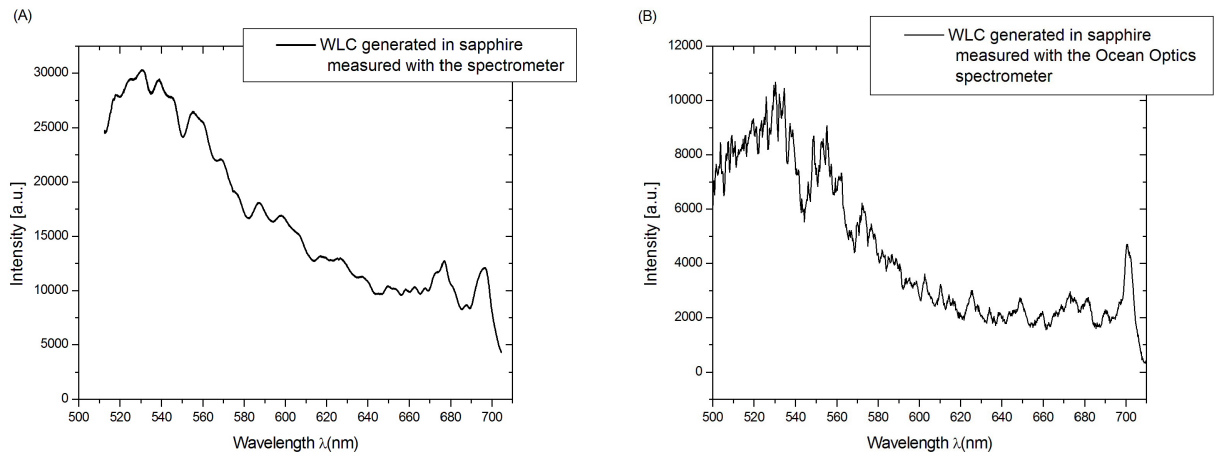 (A)
WLC generated in sapphire
measured with the spectrometer
30000
25000
20000
15000
10000
5000
0
Intensity [a.u.]
500 520 540 560 580 600 620 640 660 680 700
Wavelength λ(nm)
(B)
WLC generated in sapphire
measured with the Ocean Optics
spectrometer
12000
10000
8000
6000
4000
2000
0
Intensity [a.u.]
500 520 540 560 580 600 620 640 660 680 700
Wavelength λ(nm)